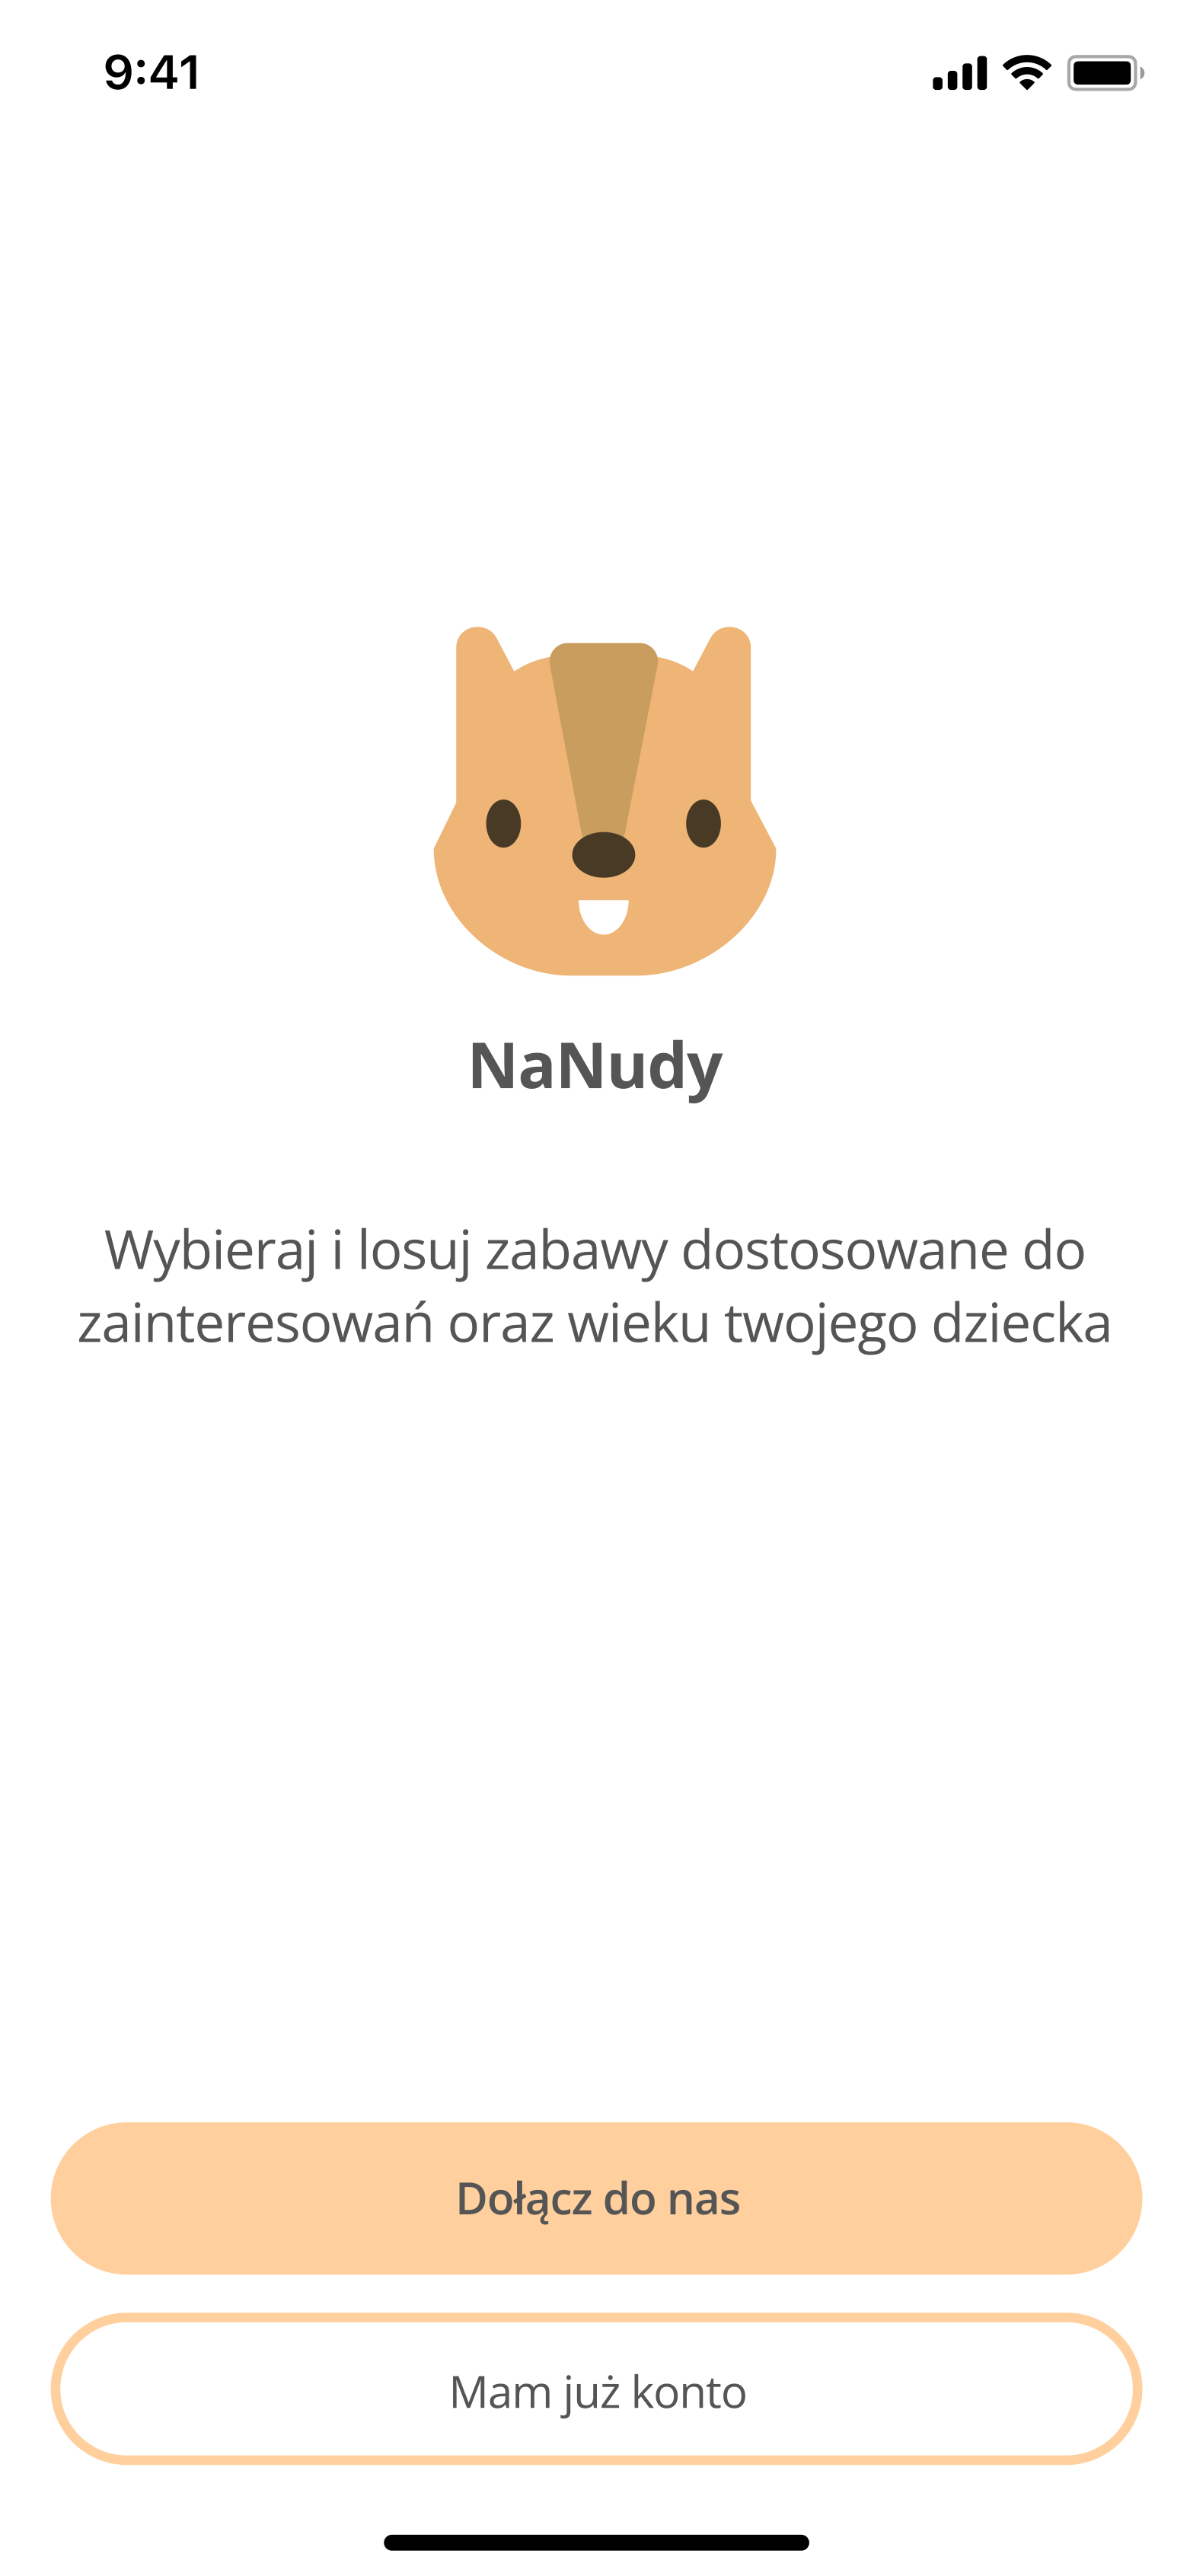 9:41
NaNudy
Wybieraj i losuj zabawy dostosowane do
zainteresowań oraz wieku twojego dziecka
Dołącz do nas
Mam już konto